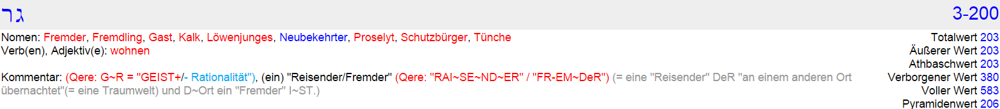 גר 3-200
Nomen: Fremder, Fremdling, Gast, Kalk, Löwenjunges, Neubekehrter, Proselyt, Schutzbürger, Tünche
Verb(en), Adjektiv(e): wohnen
Kommentar: (Qere: G~R = "GEIST+/- Rationalität"), (ein) "Reisender/Fremder" (Qere: "RAI~SE~ND~ER" / "FR-EM~DeR") (= eine "Reisender" DeR "an einem anderen Ort
übernachtet"(= eine Traumwelt) und D~Ort ein "Fremder" I~ST.)
Totalwert 203
Äußerer Wert 203
Athbaschwert 203
Verborgener Wert 380
Voller Wert 583
Pyramidenwert 206